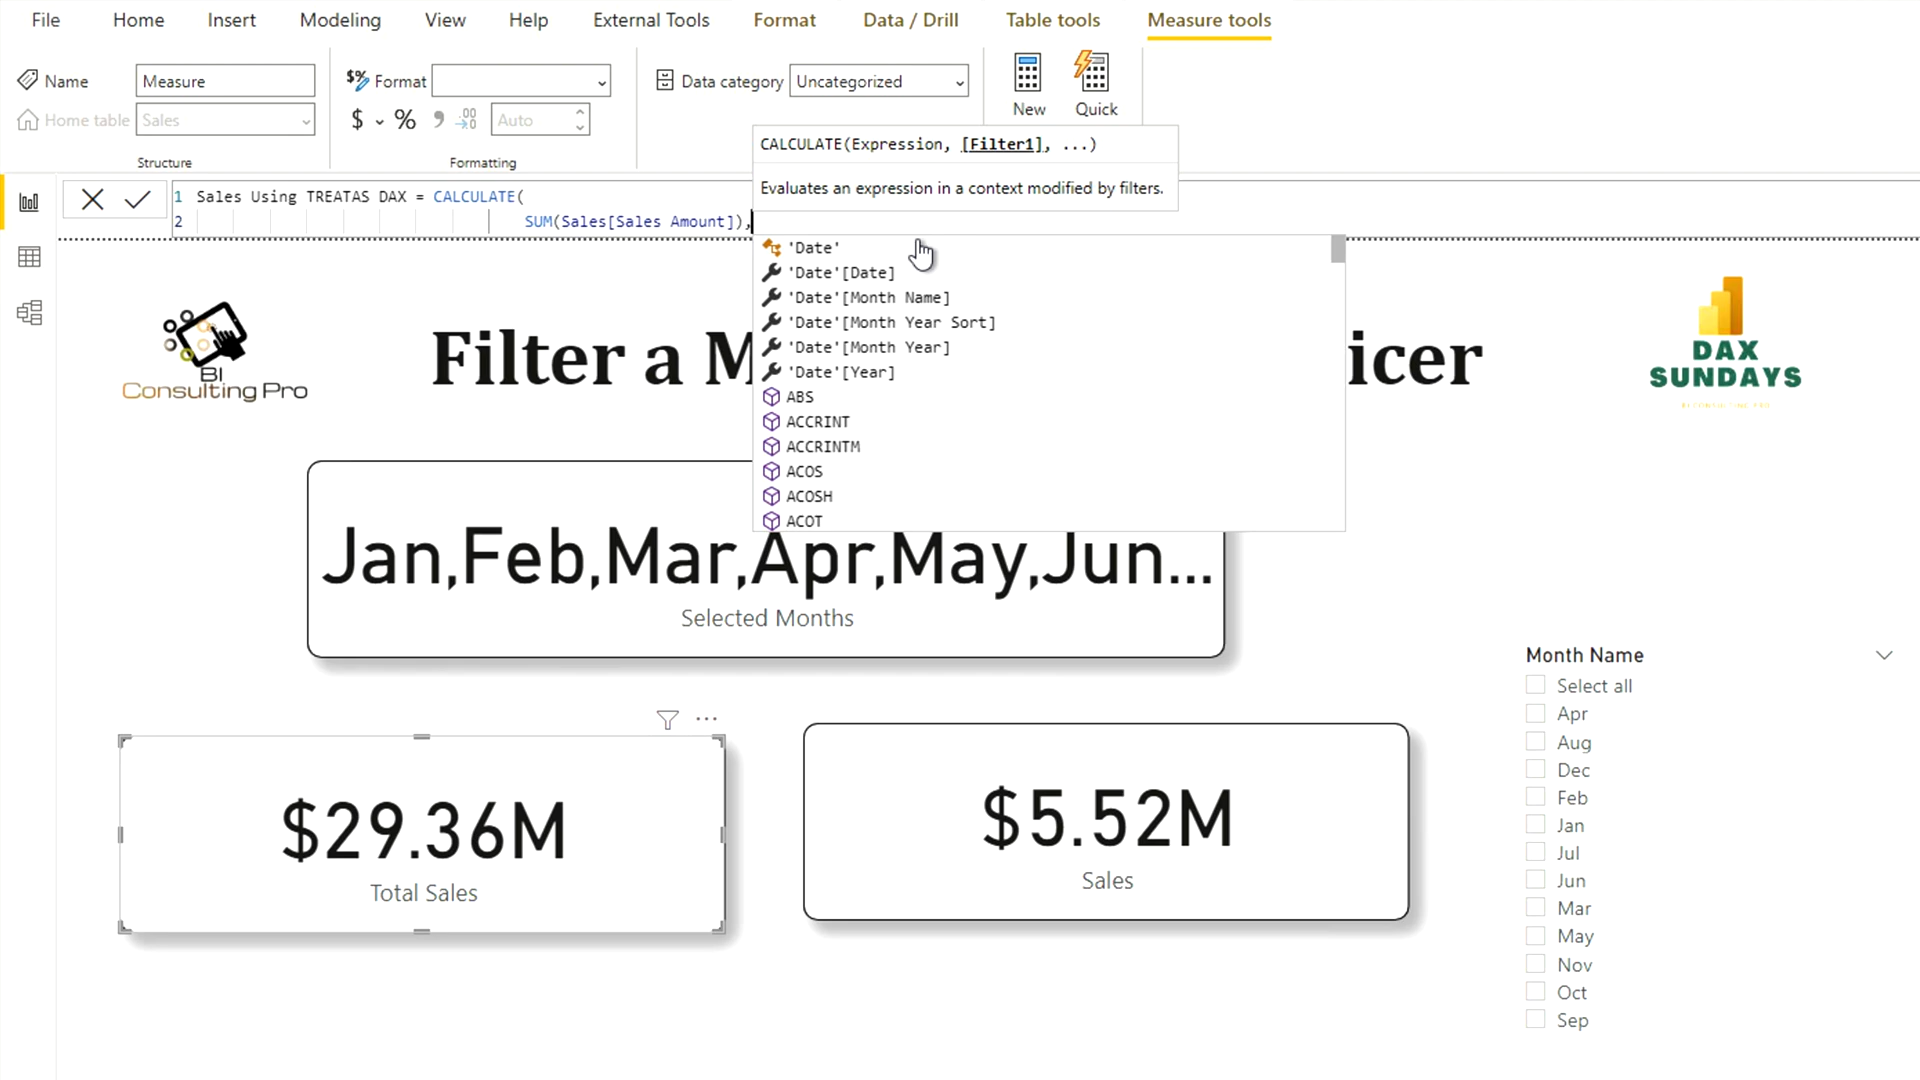 File Home Insert Modeling View Help External Tools Format Data / Drill Table tools Measure tools
Name Measure
Format
Data category Uncategorized
New
Quick
Home table Sales
$ % Auto
Structure
Formatting
CALCULATE(Expression, [Filter1], ...)
Evaluates an expression in a context modified by filters.
1 Sales Using TREATAS DAX = CALCULATE(
2 SUM(Sales[Sales Amount]),
'Date'
'Date'[Date]
'Date'[Month Name]
'Date'[Month Year Sort]
'Date'[Month Year]
'Date'[Year]
ABS
ACCRINT
ACCRINTM
ACOS
ACOSH
ACOT
BI
Consulting Pro
Filter a M
icer
DAX
SUNDAYS
Jan,Feb,Mar,Apr,May,Jun...
Selected Months
$29.36M
Total Sales
$5.52M
Sales
Month Name
Select all
Apr
Aug
Dec
Feb
Jan
Jul
Jun
Mar
May
Nov
Oct
Sep